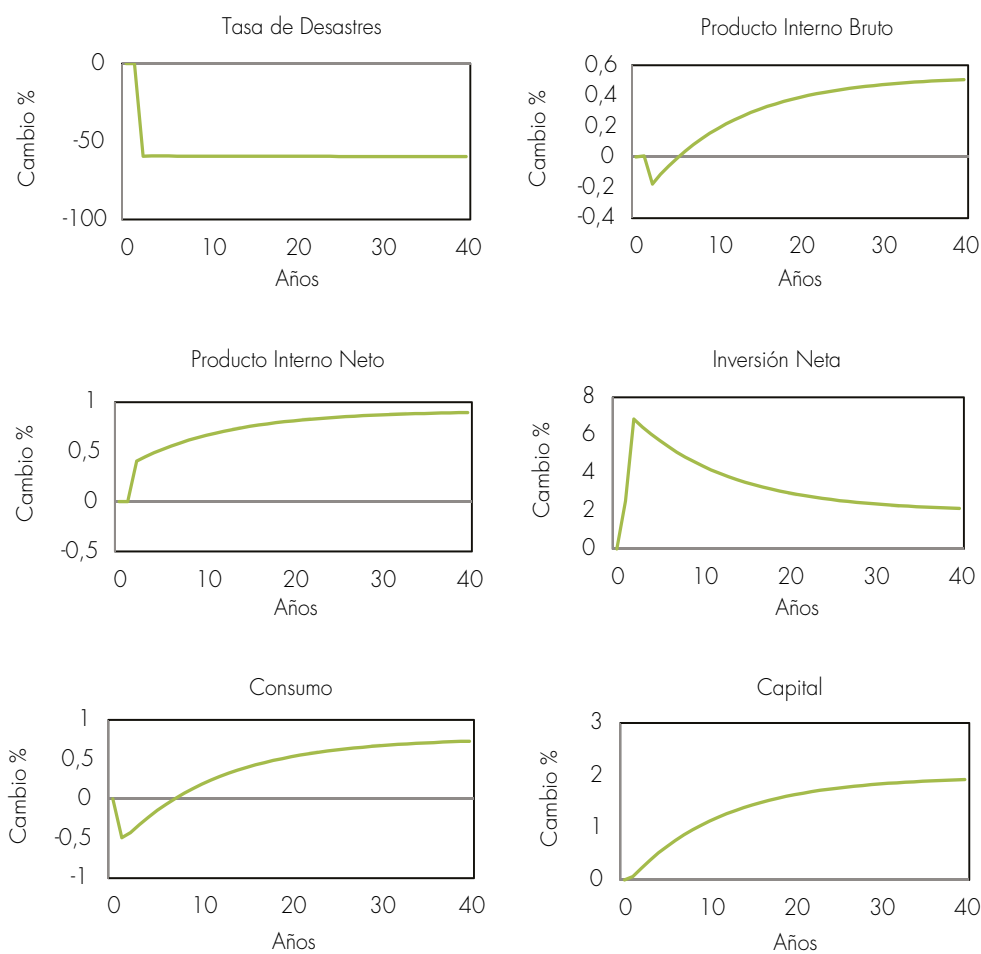 Tasa de Desastres
Cambio %
0
-50
-100
0 10 20 30 40
Años
Producto Interno Bruto
Cambio %
0,6
0,4
0,2
0
-0,2
-0,4
0 10 20 30 40
Años
Producto Interno Neto
Cambio %
1
0,5
0
-0,5
0 10 20 30 40
Años
Inversión Neta
Cambio %
8
6
4
2
0
0 10 20 30 40
Años
Consumo
Cambio %
1
0,5
0
-0,5
-1
0 10 20 30 40
Años
Capital
Cambio %
3
2
1
0
0 10 20 30 40
Años